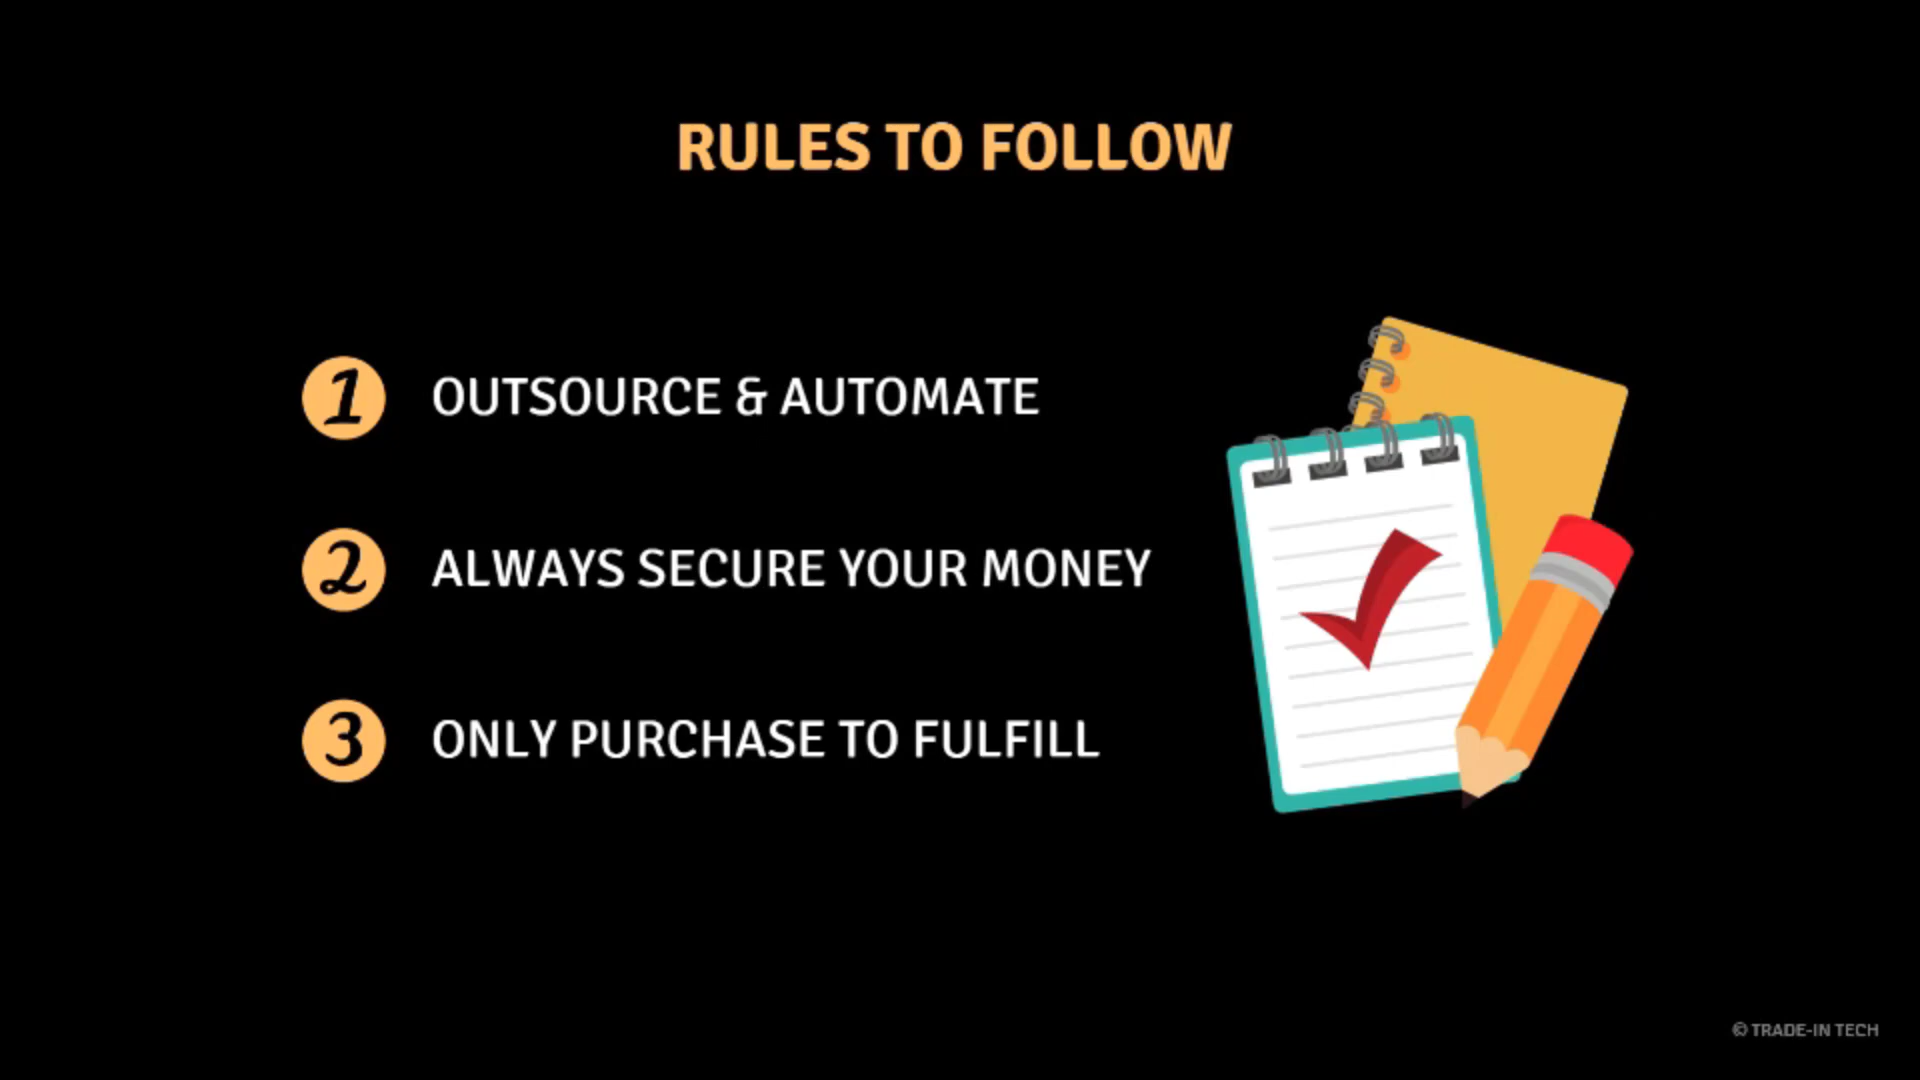 RULES TO FOLLOW
1 OUTSOURCE & AUTOMATE
2 ALWAYS SECURE YOUR MONEY
3 ONLY PURCHASE TO FULFILL
© TRADE-IN TECH